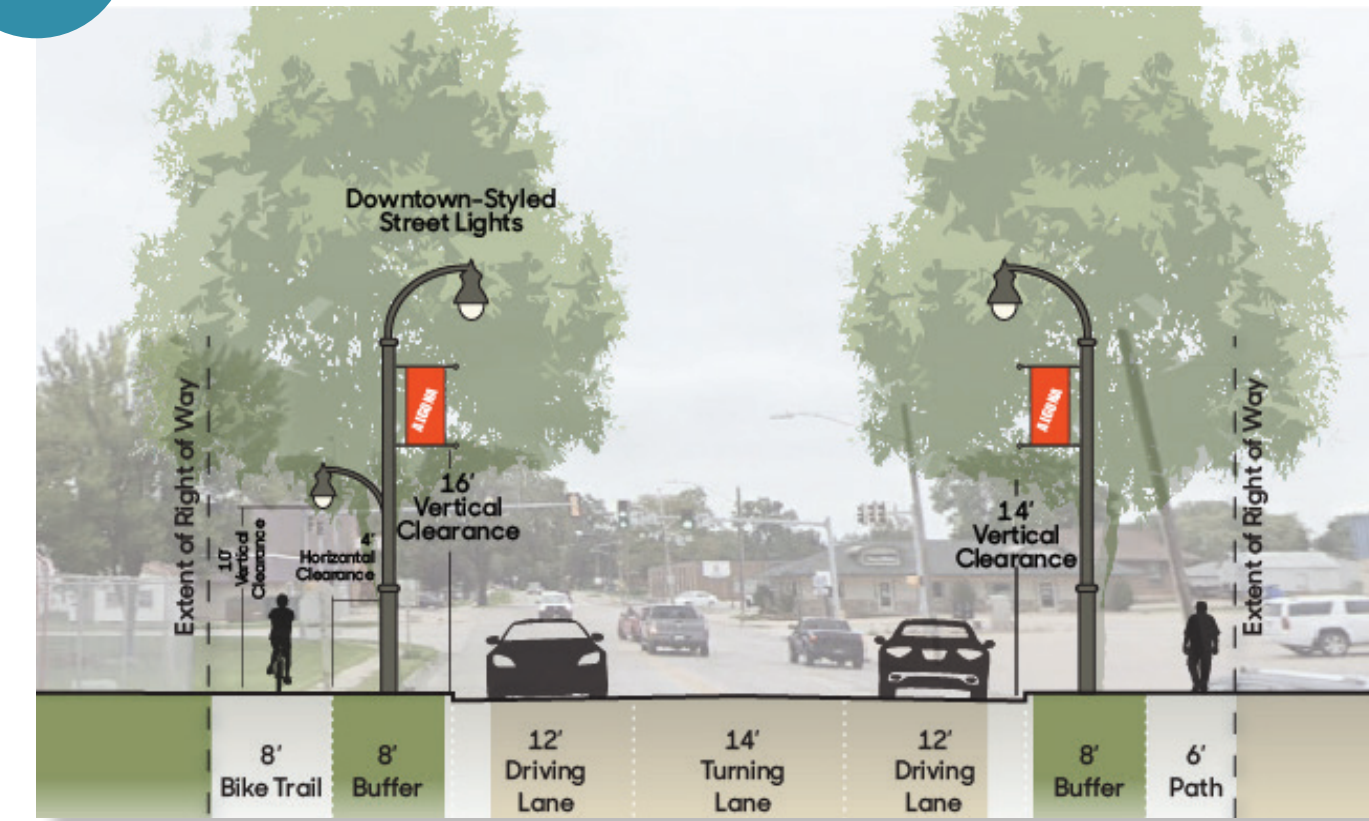 Downtown-Styled
Street Lights
ALGONA
ALGONA
Extent of Right of Way
10'
Vertical
Clearance
4'
Horizontal
Clearance
16'
Vertical
Clearance
14'
Vertical
Clearance
Extent of Right of Way
8'
Bike Trail
8'
Buffer
12'
Driving
Lane
14'
Turning
Lane
12'
Driving
Lane
8'
Buffer
6'
Path